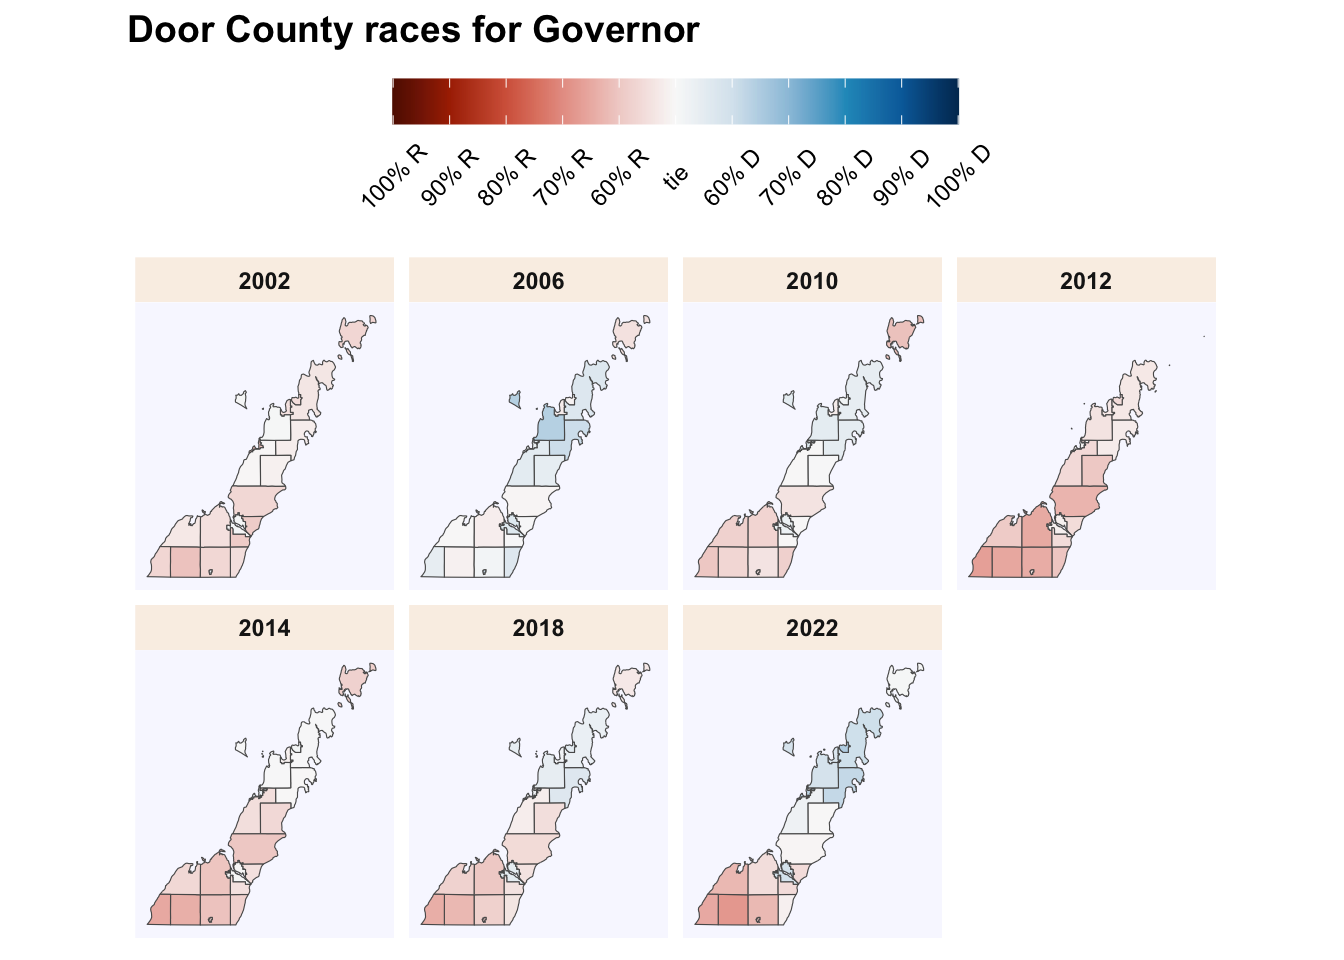 Door County races for Governor
100% R 90% R 80% R 70% R 60% R tie 60% D 70% D 80% D 90% D 100% D
2002 2006 2010 2012
2014 2018 2022